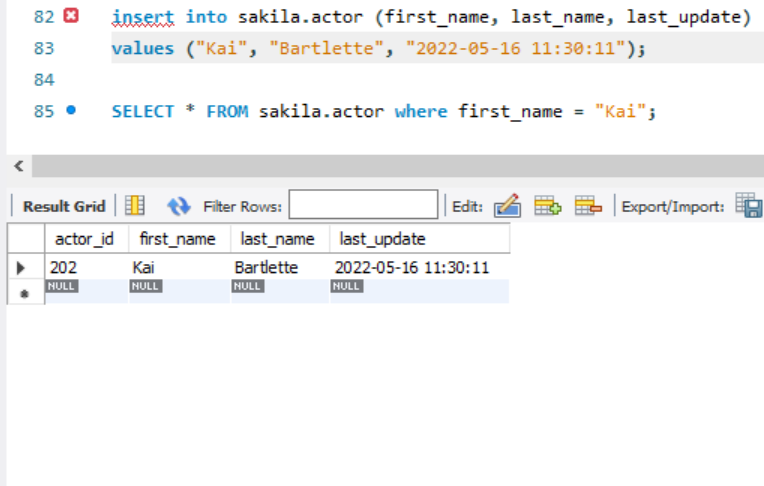 82 insert into sakila.actor (first_name, last_name, last_update)
83 values ("Kai", "Bartlette", "2022-05-16 11:30:11");
84
85 SELECT * FROM sakila.actor where first_name = "Kai";
Result Grid Filter Rows: Edit: Export/Import:
actor_id first_name last_name last_update
202 Kai Bartlette 2022-05-16 11:30:11
NULL NULL NULL NULL